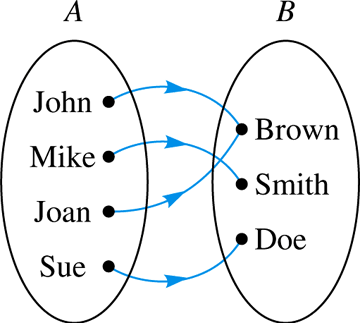 A B
John
Brown
Mike
Smith
Joan
Doe
Sue